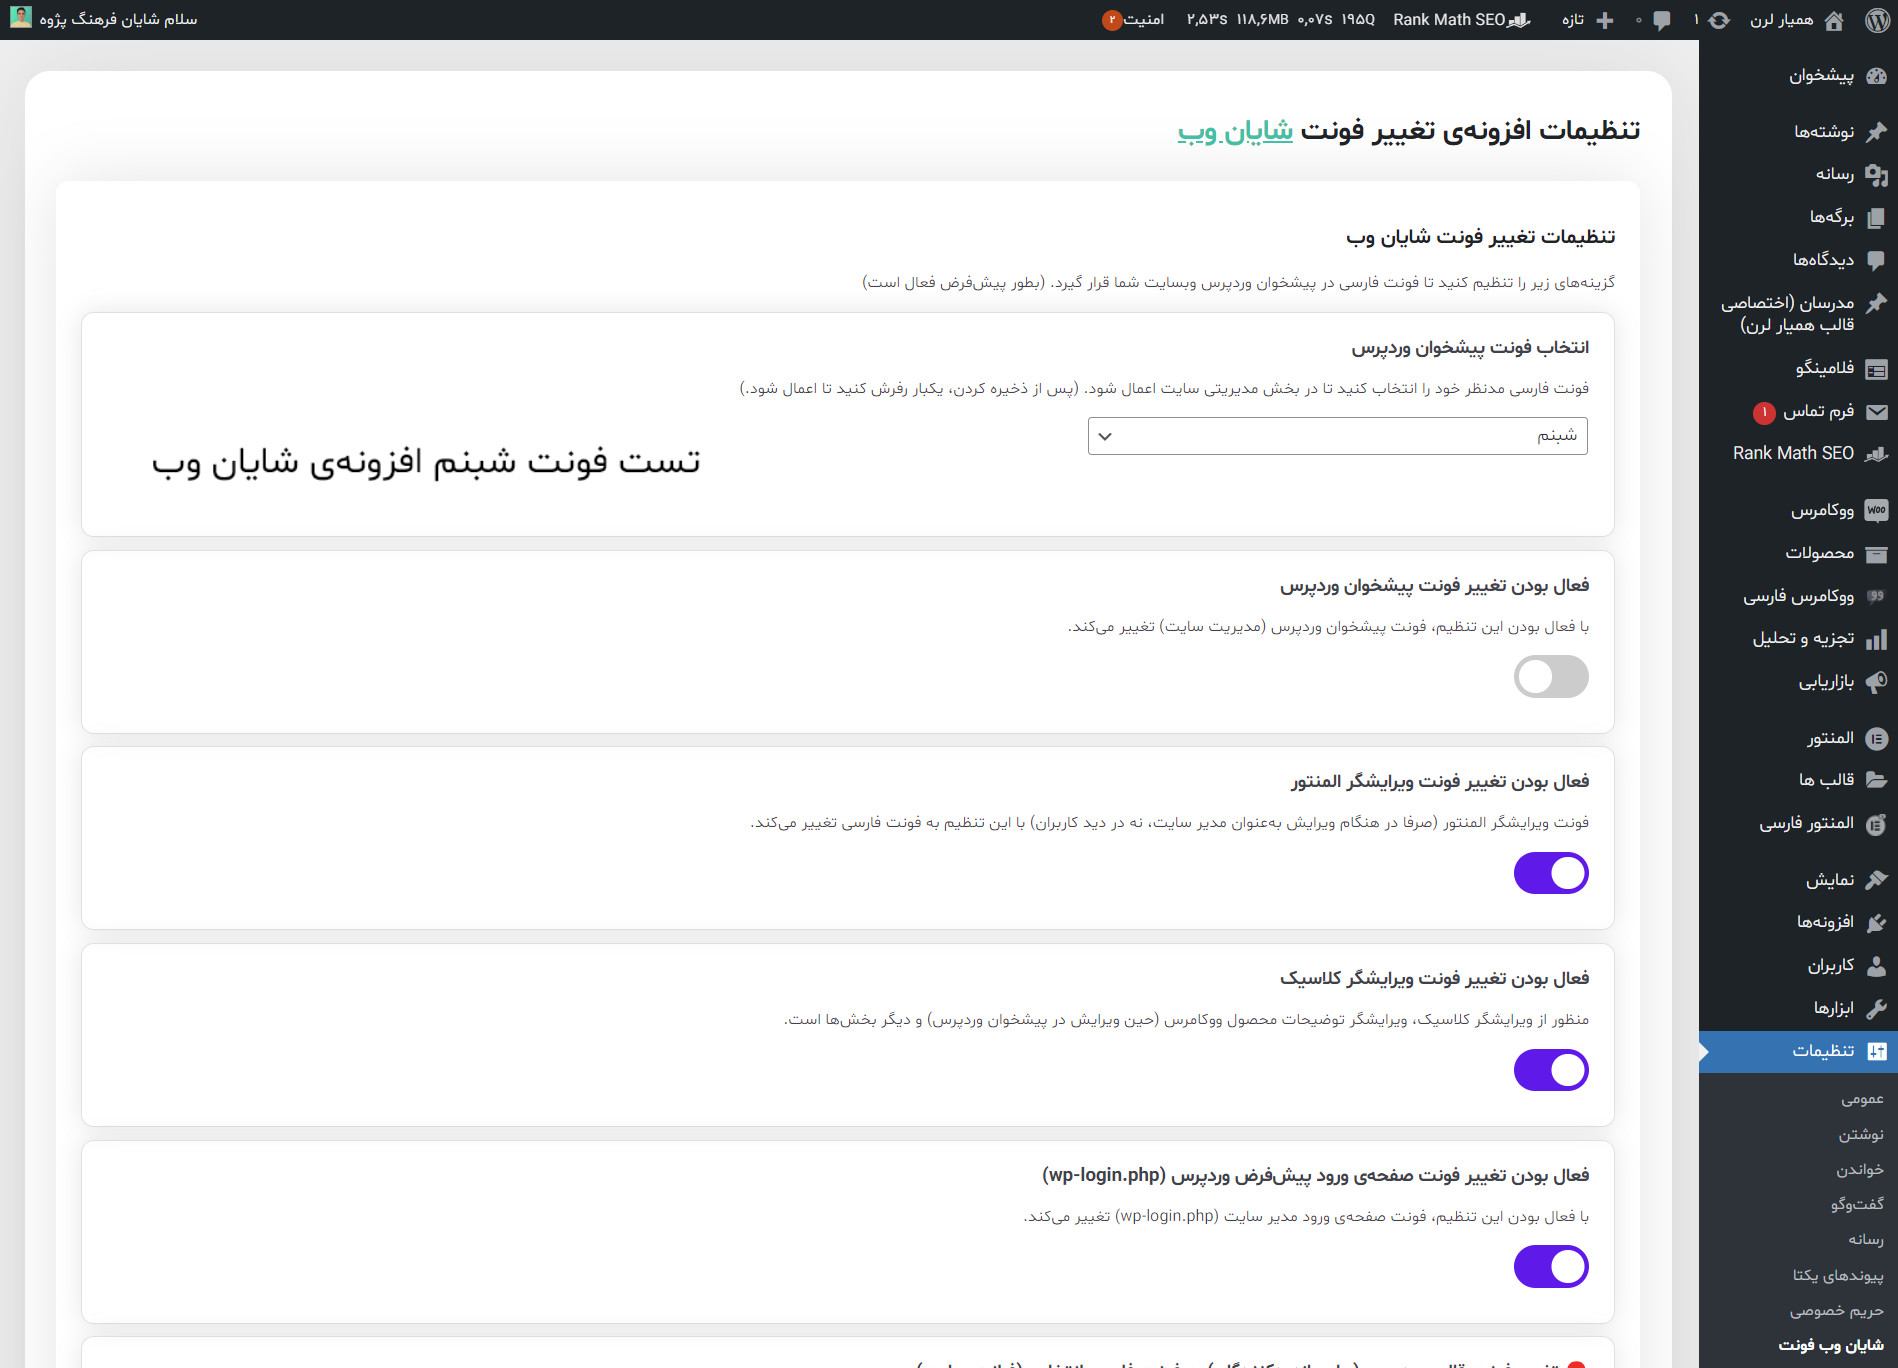 همیار لرن
۱
۰
تازه
Rank Math SEO
۲,۵۳S ۱۱۸,۶MB ۰,۰۷S ۱۹۵Q
امنیت ۲
سلام شایان فرهنگ پژوه
پیشخوان
نوشته‌ها
رسانه
برگه‌ها
دیدگاه‌ها
مدرسان (اختصاصی
قالب همیار لرن)
فلامینگو
فرم تماس ۱
Rank Math SEO
ووکامرس
محصولات
ووکامرس فارسی
تجزیه و تحلیل
بازاریابی
المنتور
قالب ها
المنتور فارسی
نمایش
افزونه‌ها
کاربران
ابزارها
تنظیمات
عمومی
نوشتن
خواندن
گفت‌وگو
رسانه
پیوندهای یکتا
حریم خصوصی
شایان وب فونت
تنظیمات افزونه‌ی تغییر فونت شایان وب
تنظیمات تغییر فونت شایان وب
گزینه‌های زیر را تنظیم کنید تا فونت فارسی در پیشخوان وردپرس وبسایت شما قرار گیرد. (بطور پیش‌فرض فعال است)
انتخاب فونت پیشخوان وردپرس
فونت فارسی مدنظر خود را انتخاب کنید تا در بخش مدیریتی سایت اعمال شود. (پس از ذخیره کردن، یکبار رفرش کنید تا اعمال شود.)
شبنم
تست فونت شبنم افزونه‌ی شایان وب
فعال بودن تغییر فونت پیشخوان وردپرس
با فعال بودن این تنظیم، فونت پیشخوان وردپرس (مدیریت سایت) تغییر می‌کند.
فعال بودن تغییر فونت ویرایشگر المنتور
فونت ویرایشگر المنتور (صرفا در هنگام ویرایش به‌عنوان مدیر سایت، نه در دید کاربران) با این تنظیم به فونت فارسی تغییر می‌کند.
فعال بودن تغییر فونت ویرایشگر کلاسیک
منظور از ویرایشگر کلاسیک، ویرایشگر توضیحات محصول ووکامرس (حین ویرایش در پیشخوان وردپرس) و دیگر بخش‌ها است.
فعال بودن تغییر فونت صفحه‌ی ورود پیش‌فرض وردپرس (wp-login.php)
با فعال بودن این تنظیم، فونت صفحه‌ی ورود مدیر سایت (wp-login.php) تغییر می‌کند.